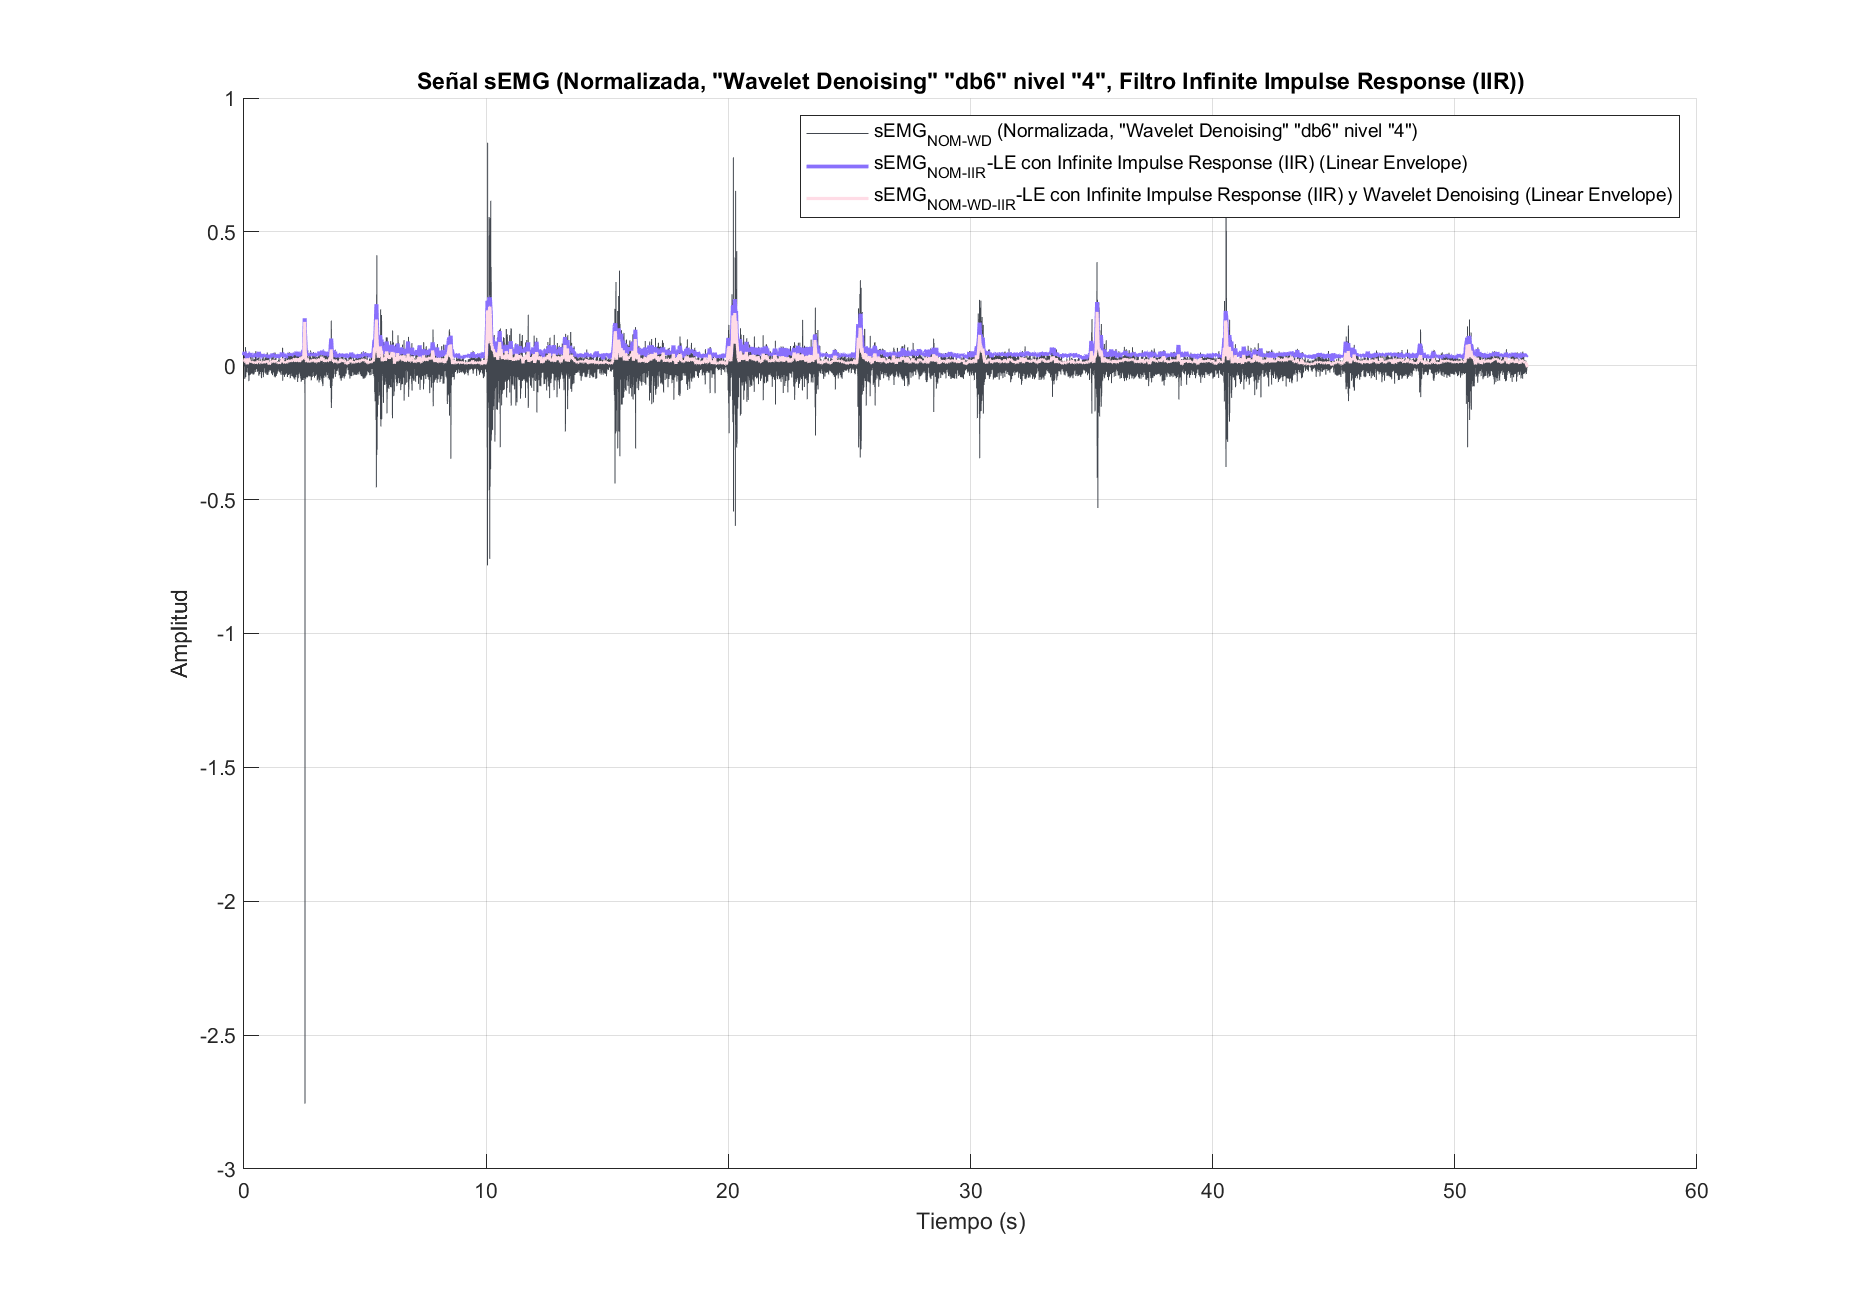 Señal sEMG (Normalizada, "Wavelet Denoising" "db6" nivel "4", Filtro Infinite Impulse Response (IIR))
sEMG_NOM-WD (Normalizada, "Wavelet Denoising" "db6" nivel "4")
sEMG_NOM-IIR-LE con Infinite Impulse Response (IIR) (Linear Envelope)
sEMG_NOM-WD-IIR-LE con Infinite Impulse Response (IIR) y Wavelet Denoising (Linear Envelope)
1
0.5
0
-0.5
-1
-1.5
-2
-2.5
-3
Amplitud
0 10 20 30 40 50 60
Tiempo (s)